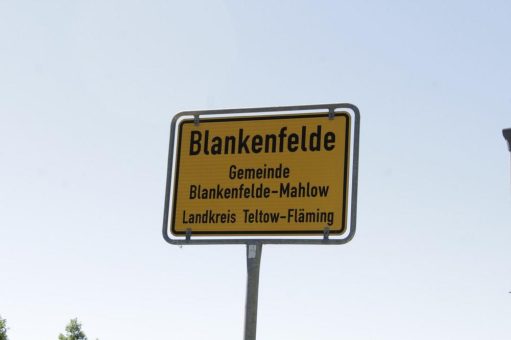 Blankenfelde
Gemeinde
Blankenfelde-Mahlow
Landkreis Teltow-Fläming